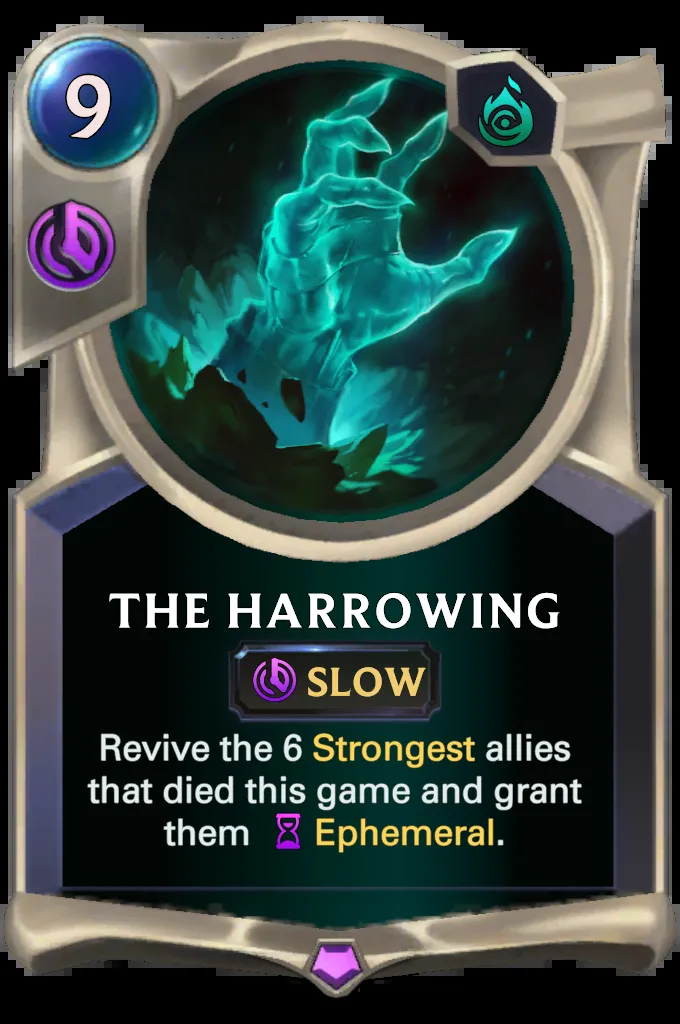 9
THE HARROWING
SLOW
Revive the 6 Strongest allies
that died this game and grant
them Ephemeral.